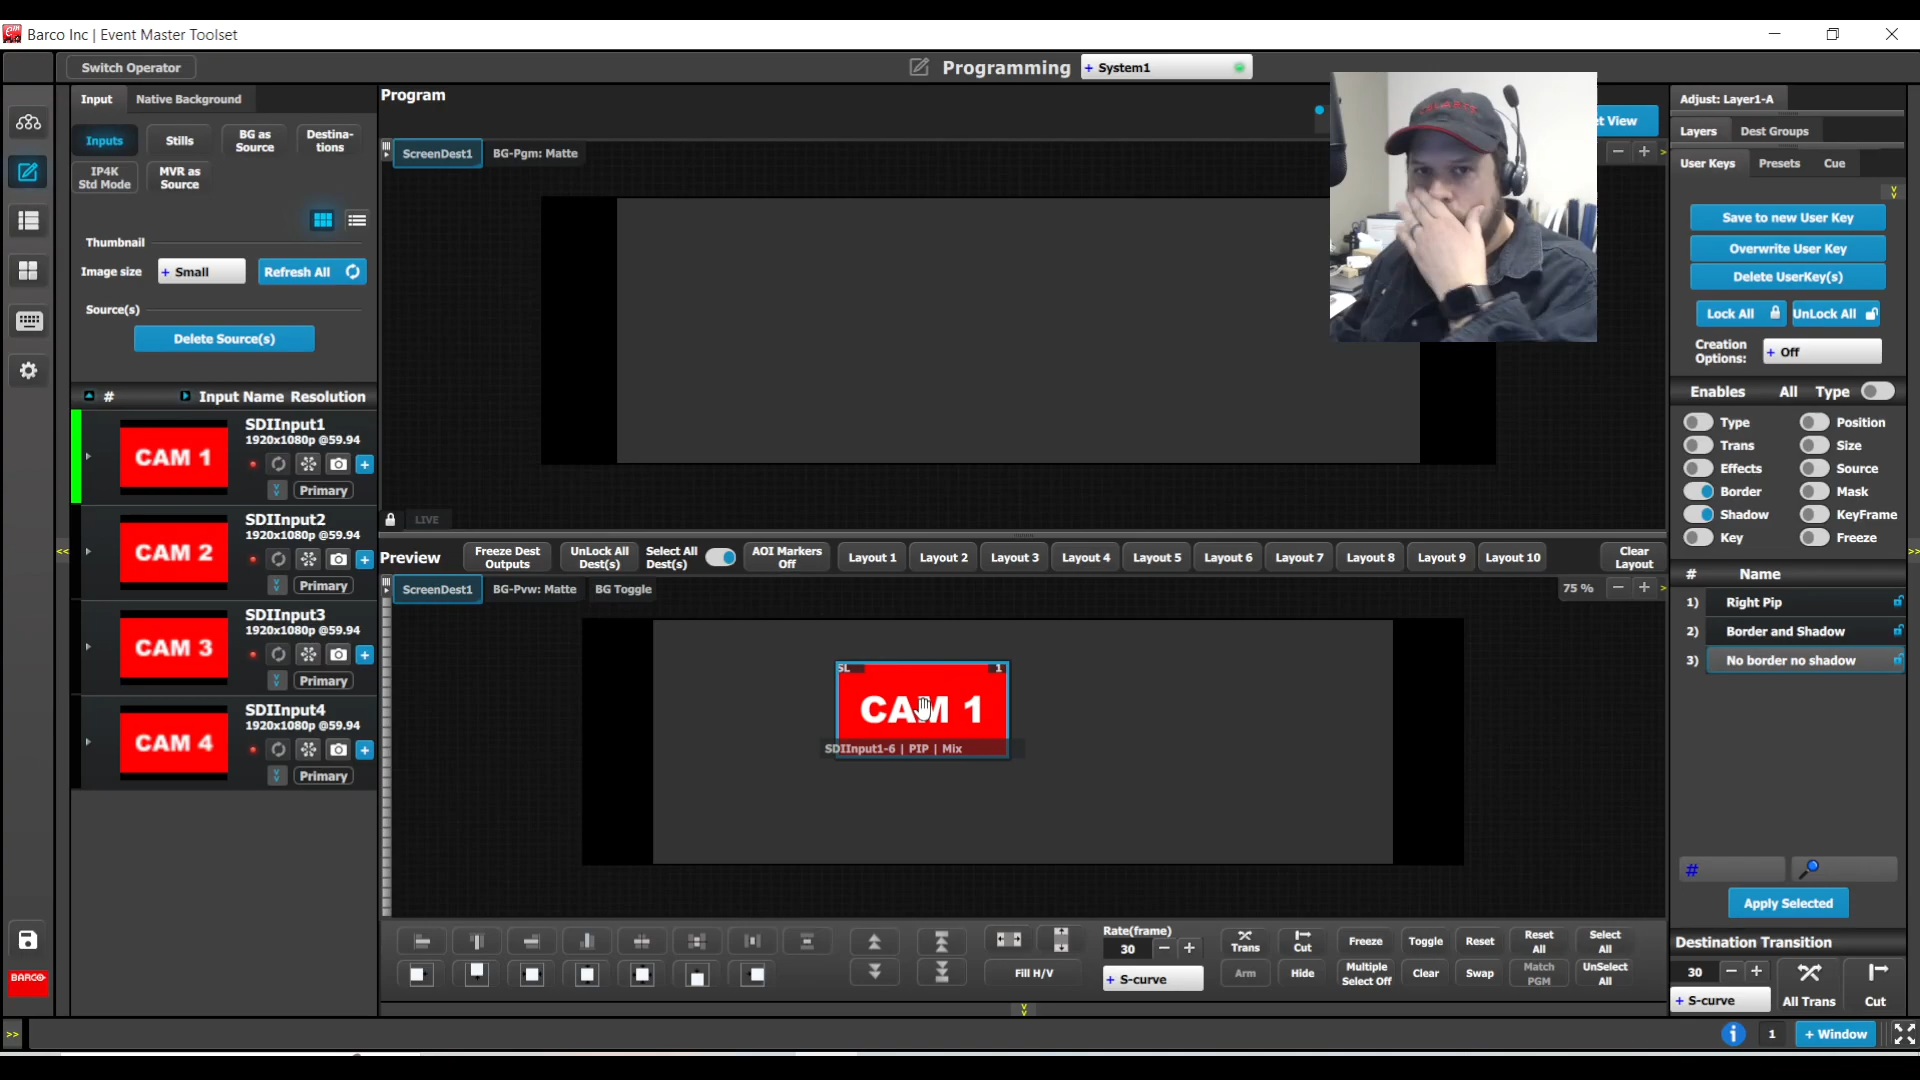 Barco Inc | Event Master Toolset
Switch Operator
Programming
+ System1
Input
Native Background
Inputs
Stills
BG as
Source
Destina-
tions
IP4K
Std Mode
MVR as
Source
Thumbnail
Image size
+ Small
Refresh All
Source(s)
Delete Source(s)
# Input Name Resolution
CAM 1
SDIInput1
1920x1080p @59.94
Primary
CAM 2
SDIInput2
1920x1080p @59.94
Primary
CAM 3
SDIInput3
1920x1080p @59.94
Primary
CAM 4
SDIInput4
1920x1080p @59.94
Primary
BARCO
Program
ScreenDest1
BG-Pgm: Matte
t View
LIVE
Preview
Freeze Dest
Outputs
UnLock All
Dest(s)
Select All
Dest(s)
AOI Markers
Off
Layout 1
Layout 2
Layout 3
Layout 4
Layout 5
Layout 6
Layout 7
Layout 8
Layout 9
Layout 10
Clear
Layout
ScreenDest1
BG-Pvw: Matte
BG Toggle
75 %
SL
1
CAM 1
SDIInput1-6 | PIP | Mix
Fill H/V
Rate(frame)
30
+ S-curve
Trans
Arm
Cut
Hide
Freeze
Multiple
Select Off
Toggle
Clear
Reset
Swap
Reset
All
Match
PGM
Select
All
UnSelect
All
Adjust: Layer1-A
Layers
Dest Groups
User Keys
Presets
Cue
Save to new User Key
Overwrite User Key
Delete UserKey(s)
Lock All
UnLock All
Creation
Options:
+ Off
Enables All Type
Type
Position
Trans
Size
Effects
Source
Border
Mask
Shadow
KeyFrame
Key
Freeze
# Name
1) Right Pip
2) Border and Shadow
3) No border no shadow
#
Apply Selected
Destination Transition
30
+ S-curve
All Trans
Cut
1
+ Window